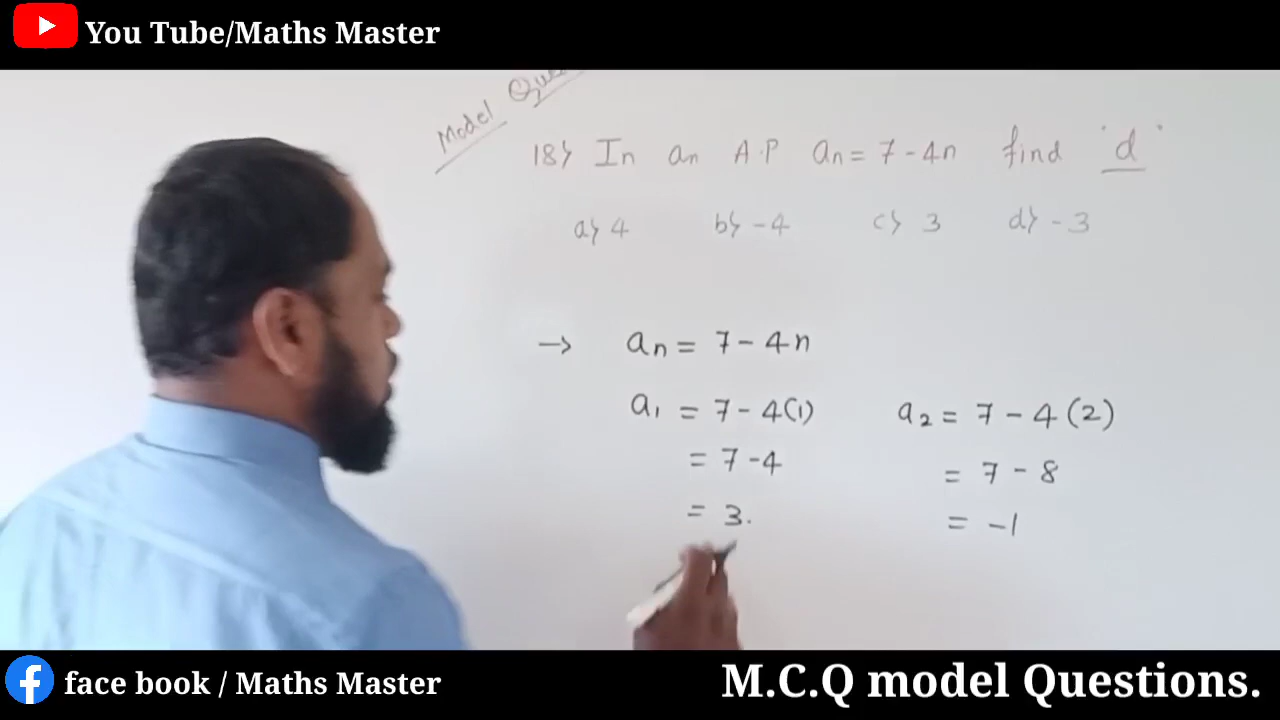 You Tube/Maths Master
Model
18) In an A.P an = 7 - 4n find 'd'
a) 4 b) -4 c) 3 d) -3
→ an = 7 - 4n
a1 = 7 - 4(1) a2 = 7 - 4(2)
= 7 - 4 = 7 - 8
= 3. = -1
face book / Maths Master M.C.Q model Questions.